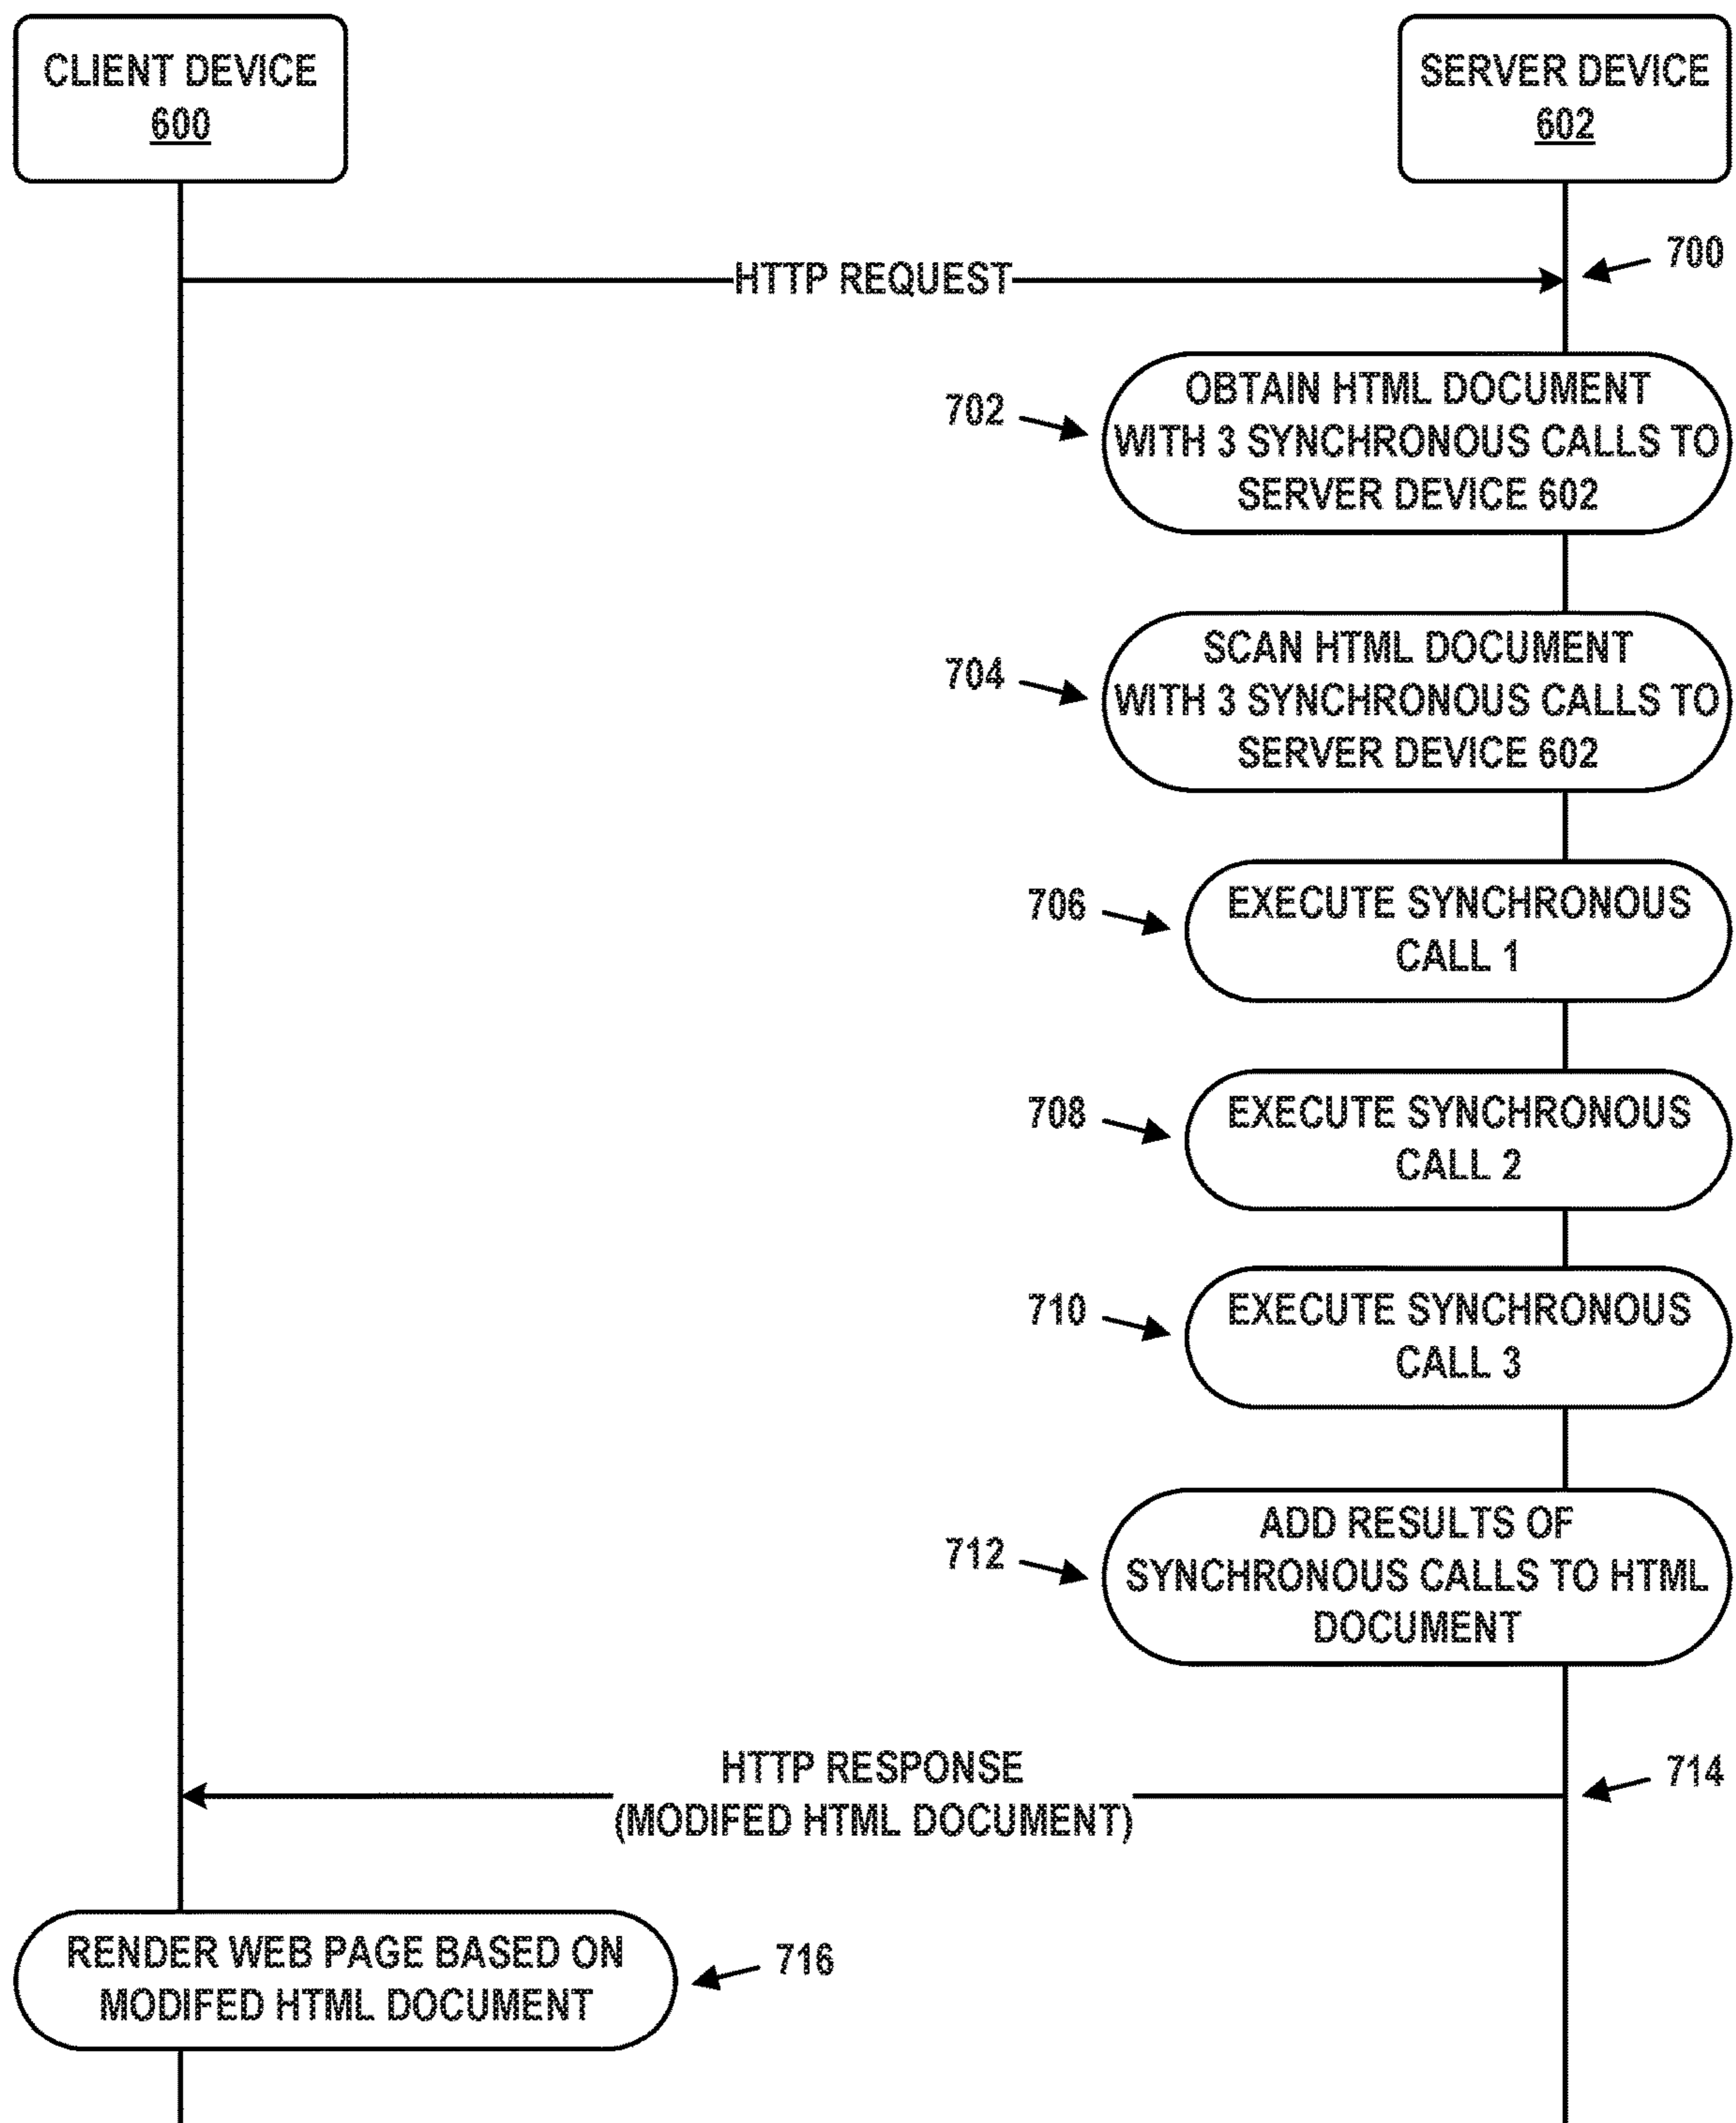 CLIENT DEVICE
600
SERVER DEVICE
602
HTTP REQUEST
700
702
OBTAIN HTML DOCUMENT
WITH 3 SYNCHRONOUS CALLS TO
SERVER DEVICE 602
704
SCAN HTML DOCUMENT
WITH 3 SYNCHRONOUS CALLS TO
SERVER DEVICE 602
706
EXECUTE SYNCHRONOUS
CALL 1
708
EXECUTE SYNCHRONOUS
CALL 2
710
EXECUTE SYNCHRONOUS
CALL 3
712
ADD RESULTS OF
SYNCHRONOUS CALLS TO HTML
DOCUMENT
HTTP RESPONSE
(MODIFED HTML DOCUMENT)
714
RENDER WEB PAGE BASED ON
MODIFED HTML DOCUMENT
716